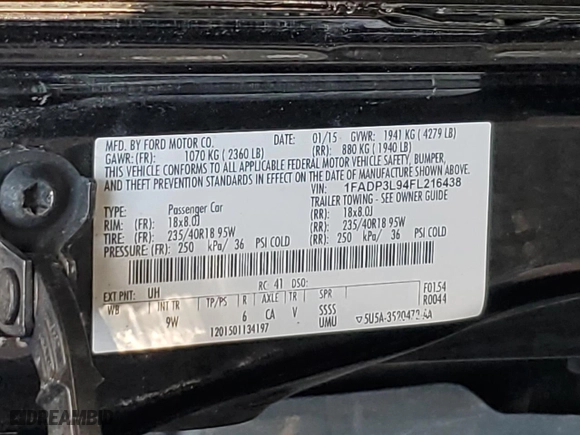 MFD. BY FORD MOTOR CO. DATE: 01/15 GVWR: 1941 KG (4279 LB)
GAWR: (FR): 1070 KG (2360 LB) (RR): 880 KG (1940 LB)
THIS VEHICLE CONFORMS TO ALL APPLICABLE FEDERAL MOTOR VEHICLE SAFETY, BUMPER,
AND THEFT PREVENTION STANDARDS IN EFFECT ON THE DATE OF MANUFACTURE SHOWN ABOVE.
VIN: 1FADP3L94FL216438
TYPE: Passenger Car TRAILER TOWING - SEE OWNER GUIDE
RIM: (FR): 18x8.0J (RR): 18x8.0J
TIRE: (FR): 235/40R18 95W (RR): 235/40R18 95W
PRESSURE: (FR): 250 kPa/ 36 PSI COLD (RR): 250 kPa/ 36 PSI COLD
EXT PNT: UH RC: 41 DSO: F0154
WB INT TR TP/PS R AXLE TR SPR R0044
9W 6 CA V SSSS
1201501134197 UMU ▽5U5A-3520472-AA
IDREAMBID